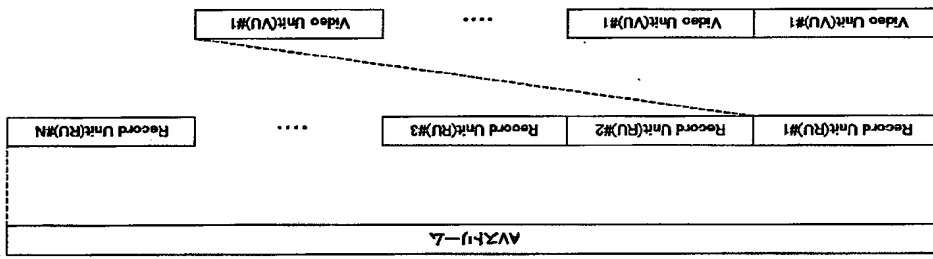 AVストリーム
Record Unit(RU)#1 Record Unit(RU)#2 Record Unit(RU)#3 •••• Record Unit(RU)#N
Video Unit(VU)#1 Video Unit(VU)#1 •••• Video Unit(VU)#1